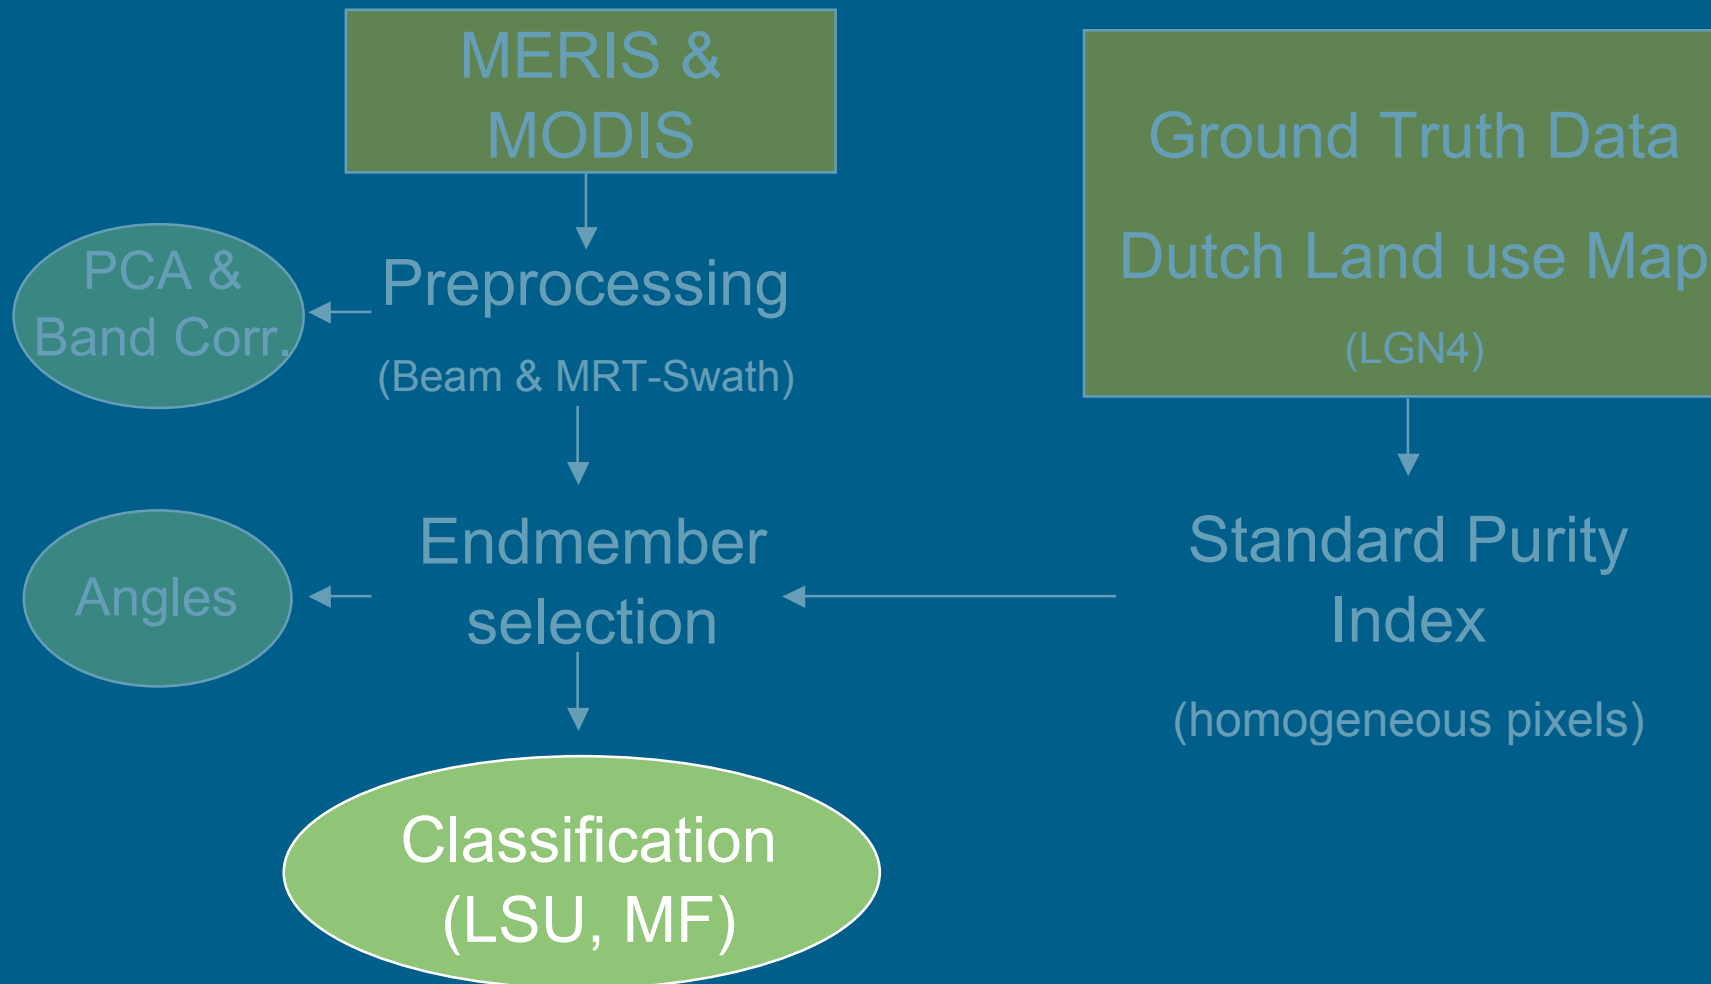 MERIS &
MODIS
Ground Truth Data
Dutch Land use Map
(LGN4)
PCA &
Band Corr.
Preprocessing
(Beam & MRT-Swath)
Angles
Endmember
selection
Standard Purity
Index
(homogeneous pixels)
Classification
(LSU, MF)